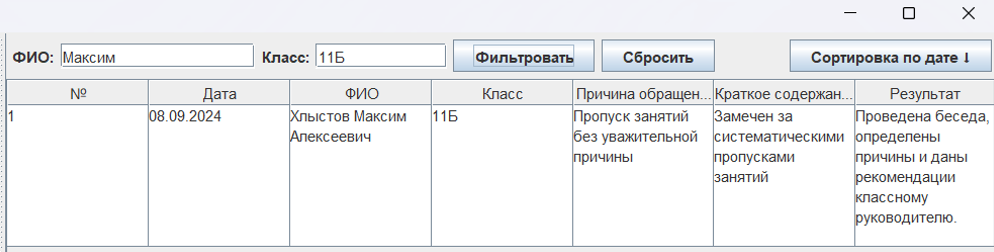 ФИО: Максим Класс: 11Б Фильтровать Сбросить Сортировка по дате ↓
№ Дата ФИО Класс Причина обращен... Краткое содержан... Результат
1 08.09.2024 Хлыстов Максим 11Б Пропуск занятий Замечен за Проведена беседа,
Алексеевич без уважительной систематическими определены
причины пропусками причины и даны
занятий рекомендации
классному
руководителю.